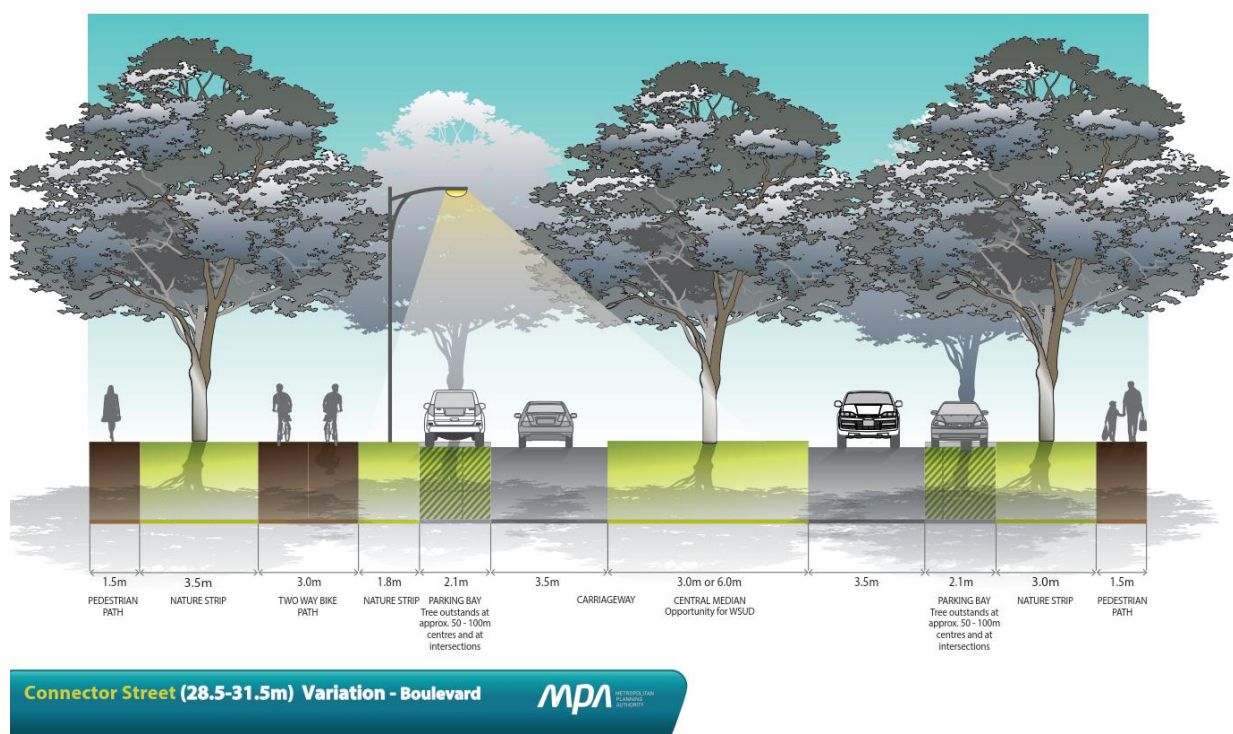 1.5m 3.5m 3.0m 1.8m 2.1m 3.5m 3.0m or 6.0m 3.5m 2.1m 3.0m 1.5m
PEDESTRIAN
PATH
NATURE STRIP
TWO WAY BIKE
PATH
NATURE STRIP
PARKING BAY
Tree outstands at
approx. 50 - 100m
centres and at
intersections
CARRIAGEWAY
CENTRAL MEDIAN
Opportunity for WSUD
PARKING BAY
Tree outstands at
approx. 50 - 100m
centres and at
intersections
NATURE STRIP
PEDESTRIAN
PATH
Connector Street (28.5-31.5m) Variation - Boulevard
MPA
METROPOLITAN
PLANNING
AUTHORITY